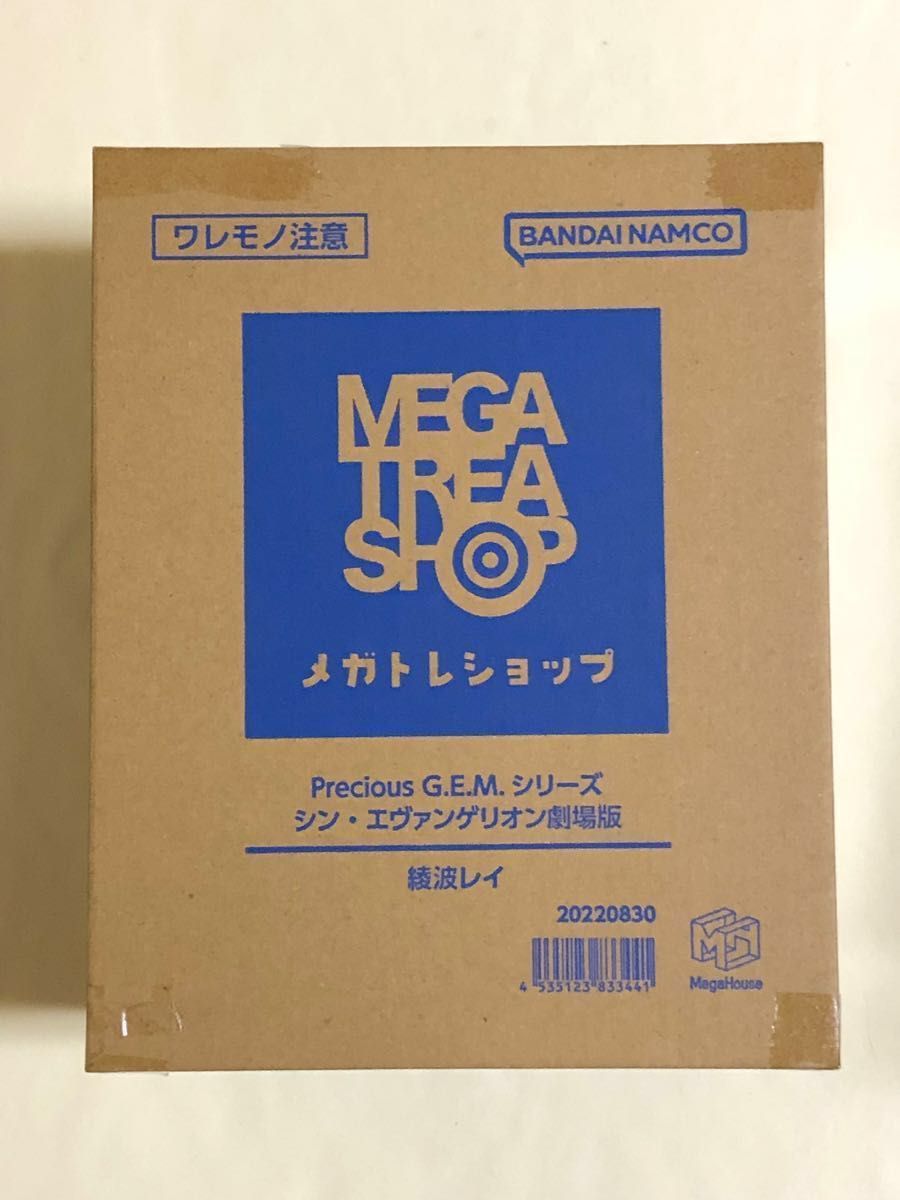 ワレモノ注意
BANDAI NAMCO
MEGA
TREA
SHOP
メガトレショップ
Precious G.E.M. シリーズ
シン・エヴァンゲリオン劇場版
綾波レイ
20220830
4 535123 833441
MegaHouse